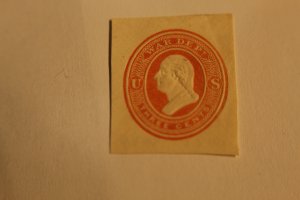 WAR DEPT.
U S
THREE CENTS